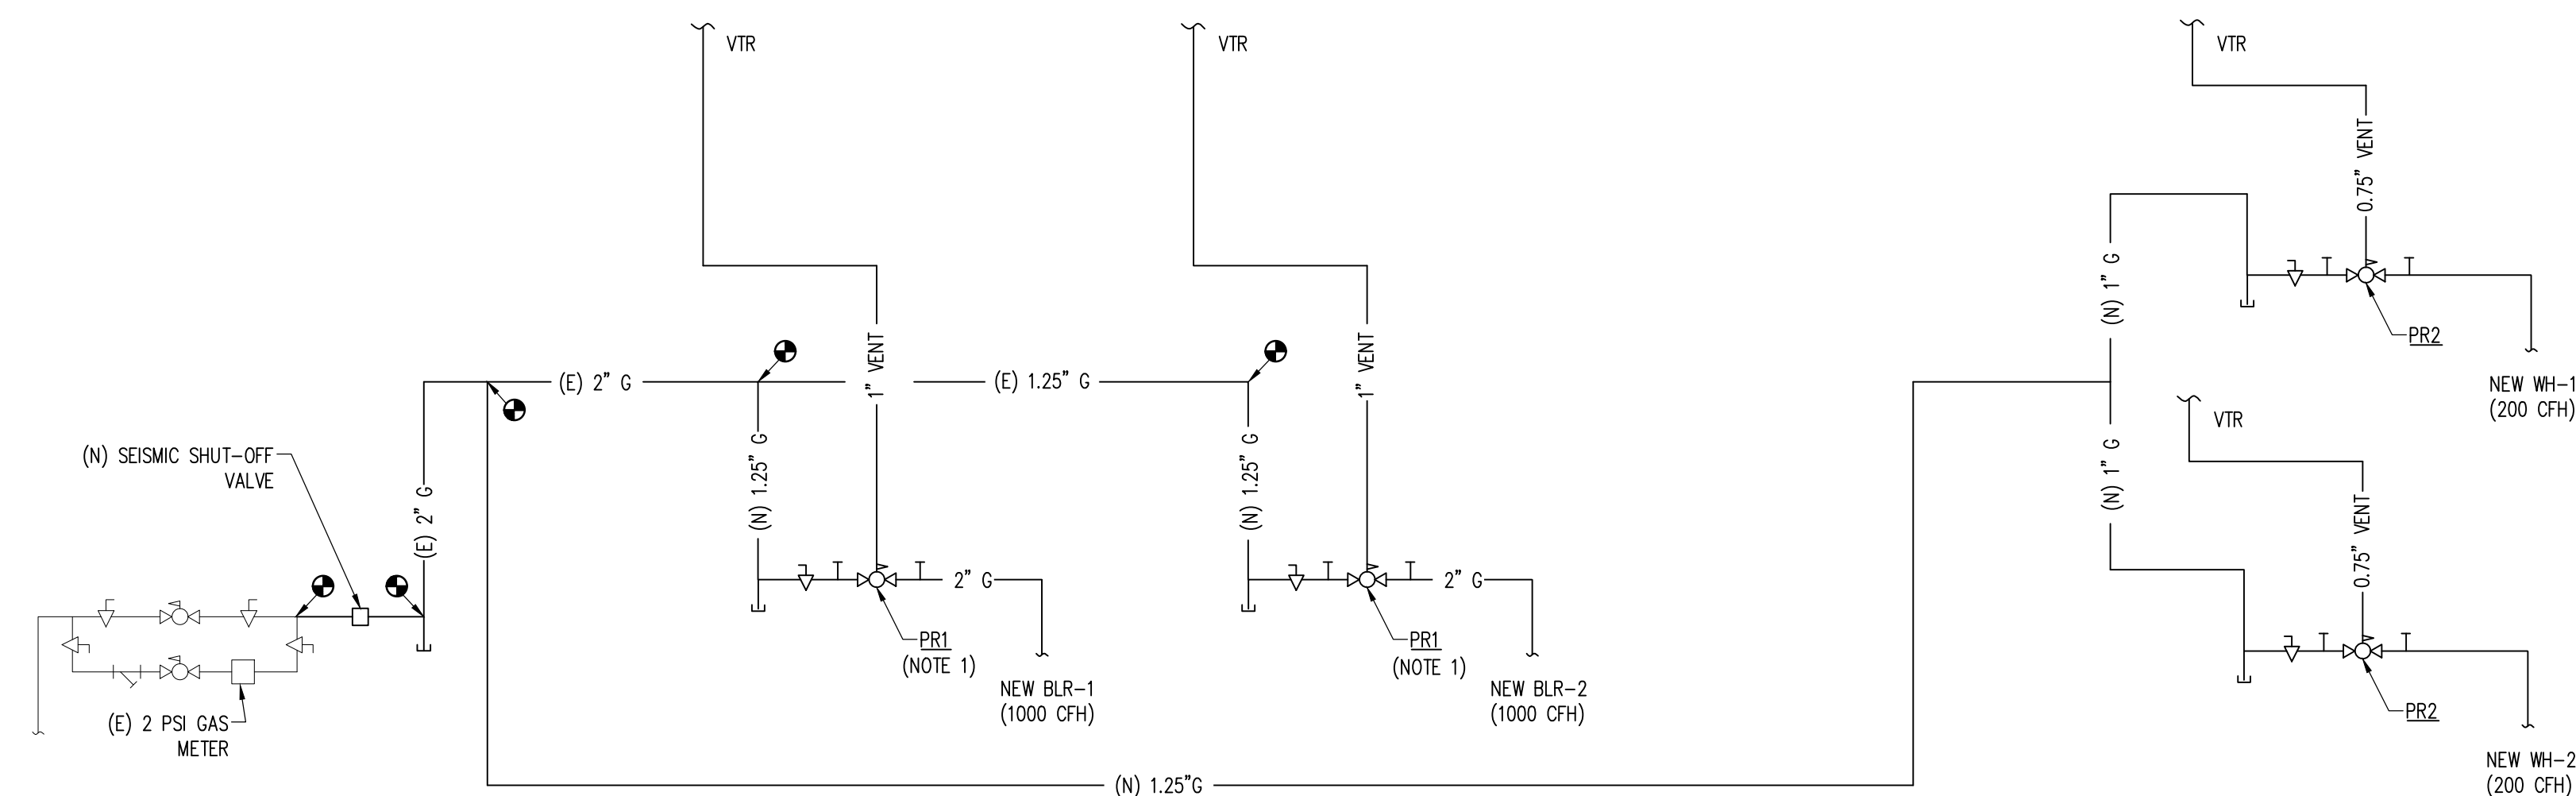 VTR
VTR
VTR
0.75" VENT
(N) 1" G
PR2
NEW WH-1
(200 CFH)
1" VENT
1" VENT
(E) 2" G
(E) 1.25" G
VTR
(N) SEISMIC SHUT-OFF
VALVE
(E) 2" G
(N) 1.25" G
(N) 1.25" G
(N) 1" G
0.75" VENT
2" G
2" G
PR1
(NOTE 1)
PR1
(NOTE 1)
NEW BLR-1
(1000 CFH)
NEW BLR-2
(1000 CFH)
PR2
(E) 2 PSI GAS
METER
NEW WH-2
(200 CFH)
(N) 1.25"G